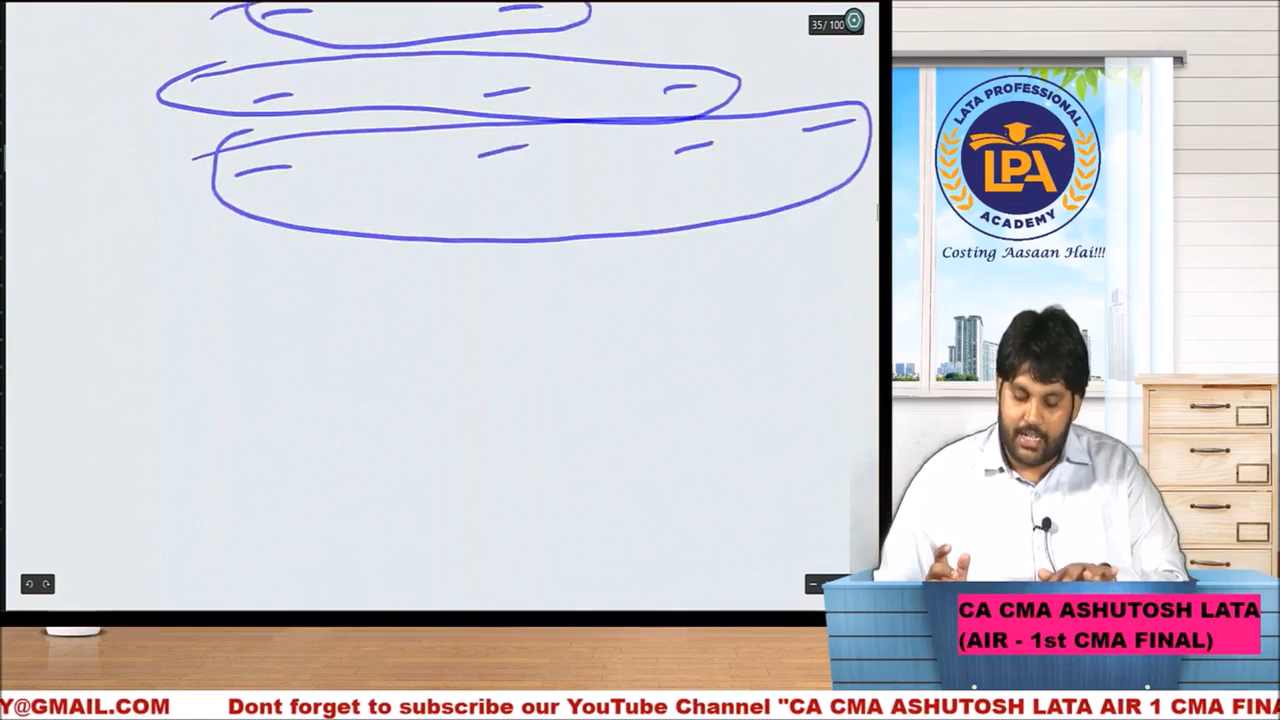 35/100
LATA PROFESSIONAL
LPA
ACADEMY
Costing Aasaan Hai!!!
CA CMA ASHUTOSH LATA
(AIR - 1st CMA FINAL)
Y@GMAIL.COM Dont forget to subscribe our YouTube Channel "CA CMA ASHUTOSH LATA AIR 1 CMA FINA